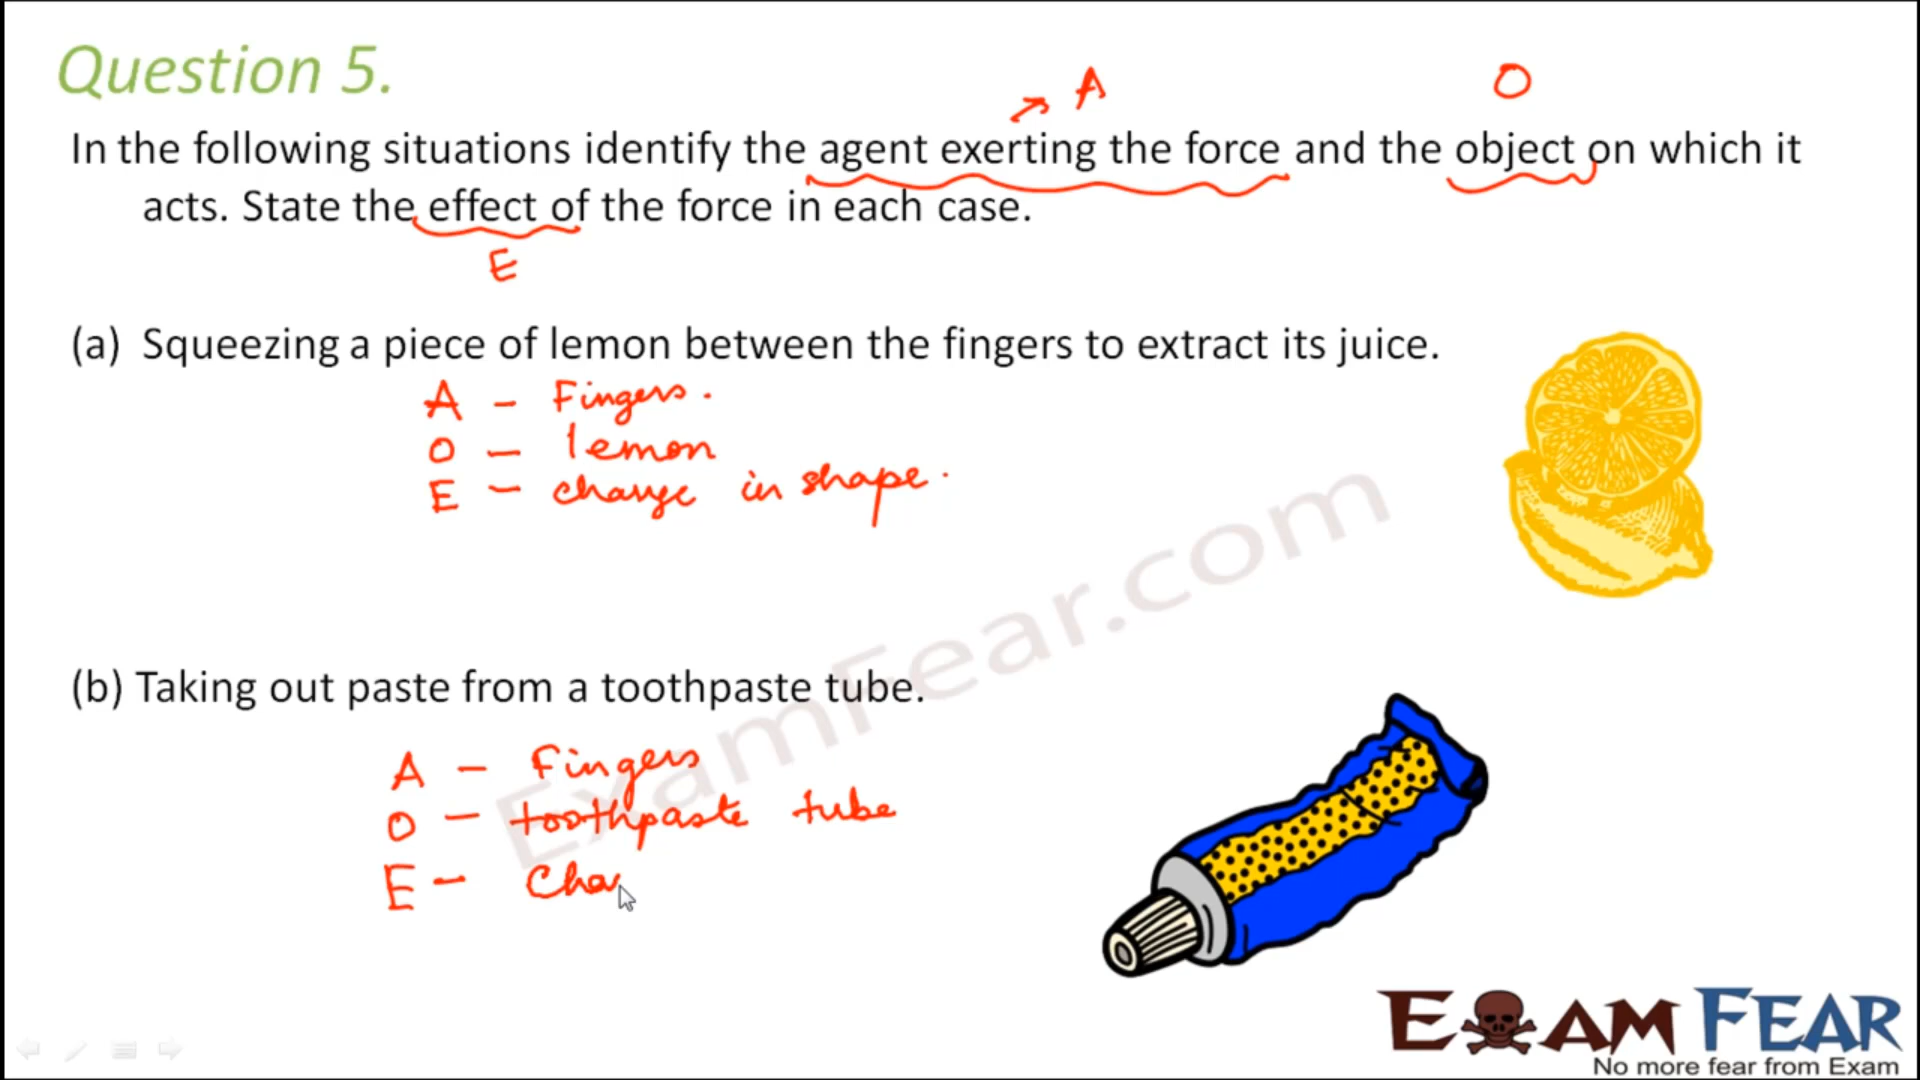 Question 5.
A
O
In the following situations identify the agent exerting the force and the object on which it
acts. State the effect of the force in each case.
E
(a) Squeezing a piece of lemon between the fingers to extract its juice.
A - Fingers.
O - lemon
E - change in shape.
(b) Taking out paste from a toothpaste tube.
A - Fingers
O - toothpaste tube
E - Cha
ExamFear.com
EXAMFEAR
No more fear from Exam